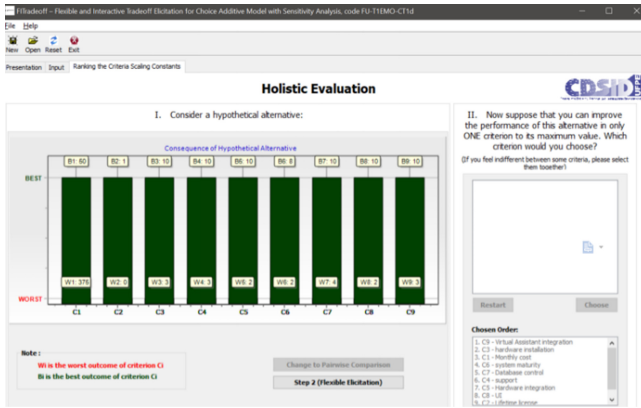 FITradeoff – Flexible and Interactive Tradeoff Elicitation for Choice Additive Model with Sensitivity Analysis, code FU-T1EMO-CT1d
File Help
New Open Reset Exit
Presentation Input Ranking the Criteria Scaling Constants
Holistic Evaluation
CDSID UFPE
I. Consider a hypothetical alternative:
Consequence of Hypothetical Alternative
B1: 60 B2: 1 B3: 10 B4: 10 B6: 10 B6: 8 B7: 10 B8: 10 B9: 10
BEST
W1: 375 W2: 0 W3: 3 W4: 3 W6: 2 W6: 2 W7: 4 W8: 2 W9: 3
WORST
C1 C2 C3 C4 C5 C6 C7 C8 C9
Note :
Wi is the worst outcome of criterion Ci
Bi is the best outcome of criterion Ci
Change to Pairwise Comparison
Step 2 (Flexible Elicitation)
II. Now suppose that you can improve
the performance of this alternative in only
ONE criterion to its maximum value. Which
criterion would you choose?
(If you feel indifferent between some criteria, please select
them together)
Restart Choose
Chosen Order:
1. C9 - Virtual Assistant integration
2. C3 - hardware installation
3. C1 - Monthly cost
4. C6 - system maturity
5. C7 - Database control
6. C4 - support
7. C5 - Hardware integration
8. C8 - UI
9. C2 - Lifetime license